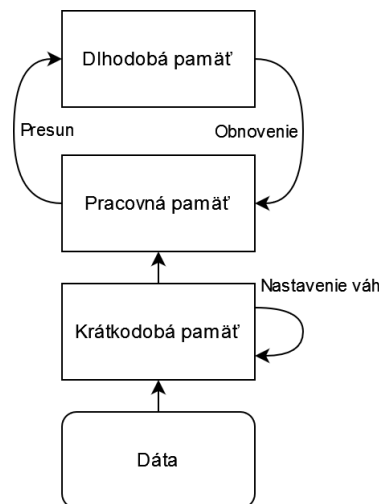 Dlhodobá pamäť
Presun
Obnovenie
Pracovná pamäť
Nastavenie váh
Krátkodobá pamäť
Dáta